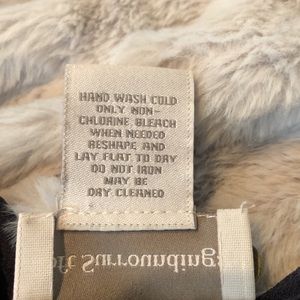 HAND WASH COLD
ONLY NON-
CHLORINE BLEACH
WHEN NEEDED
RESHAPE AND
LAY FLAT TO DRY
DO NOT IRON
MAY BE
DRY CLEANED
oft Surroundings